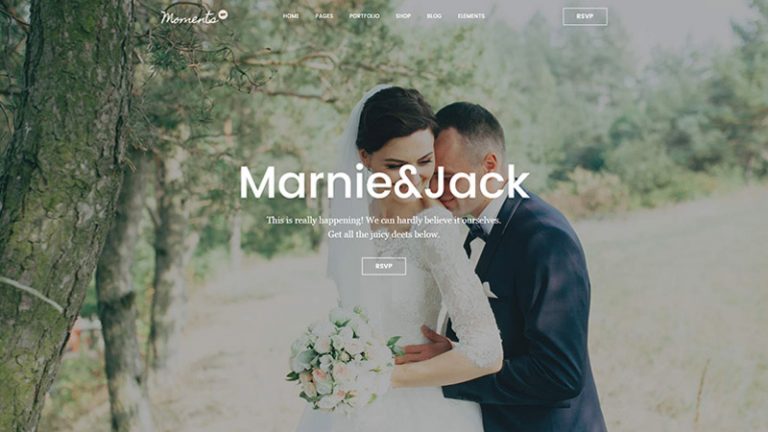 Moments
HOME PAGES PORTFOLIO SHOP BLOG ELEMENTS RSVP
Marnie&Jack
This is really happening! We can hardly believe it ourselves.
Get all the juicy deets below.
RSVP